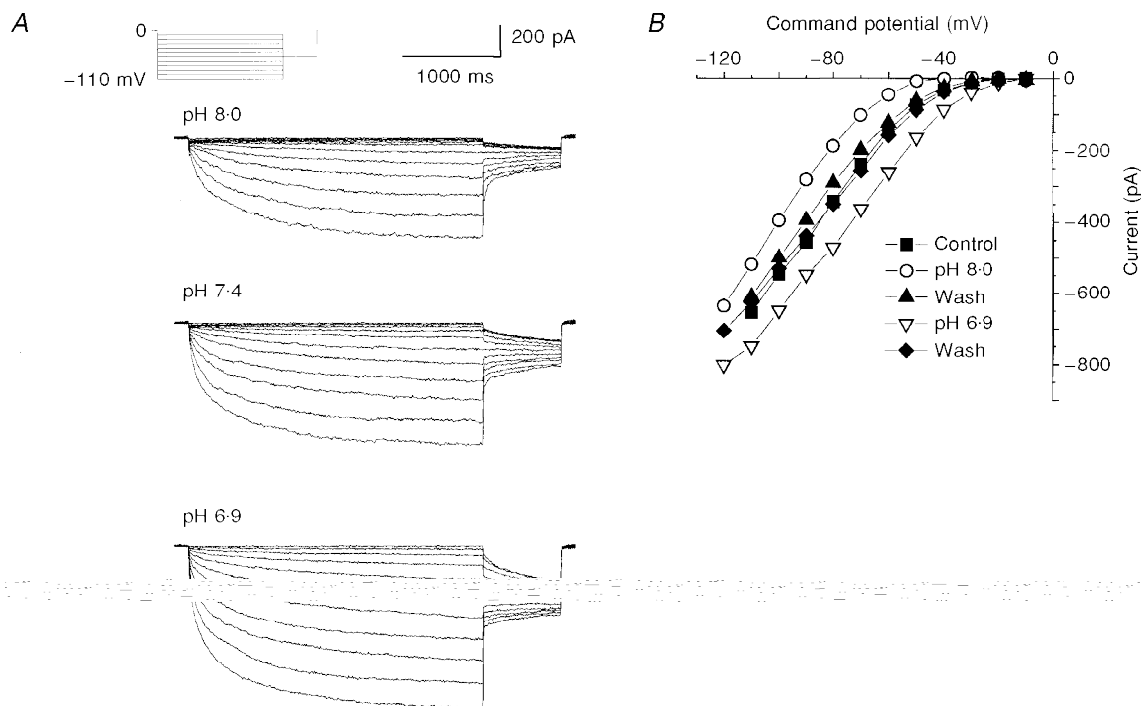 A
0
−110 mV
200 pA
1000 ms
pH 8·0
pH 7·4
pH 6·9
B
Command potential (mV)
−120 −80 −40 0
0
−200
−400
−600
−800
Current (pA)
Control
pH 8·0
Wash
pH 6·9
Wash